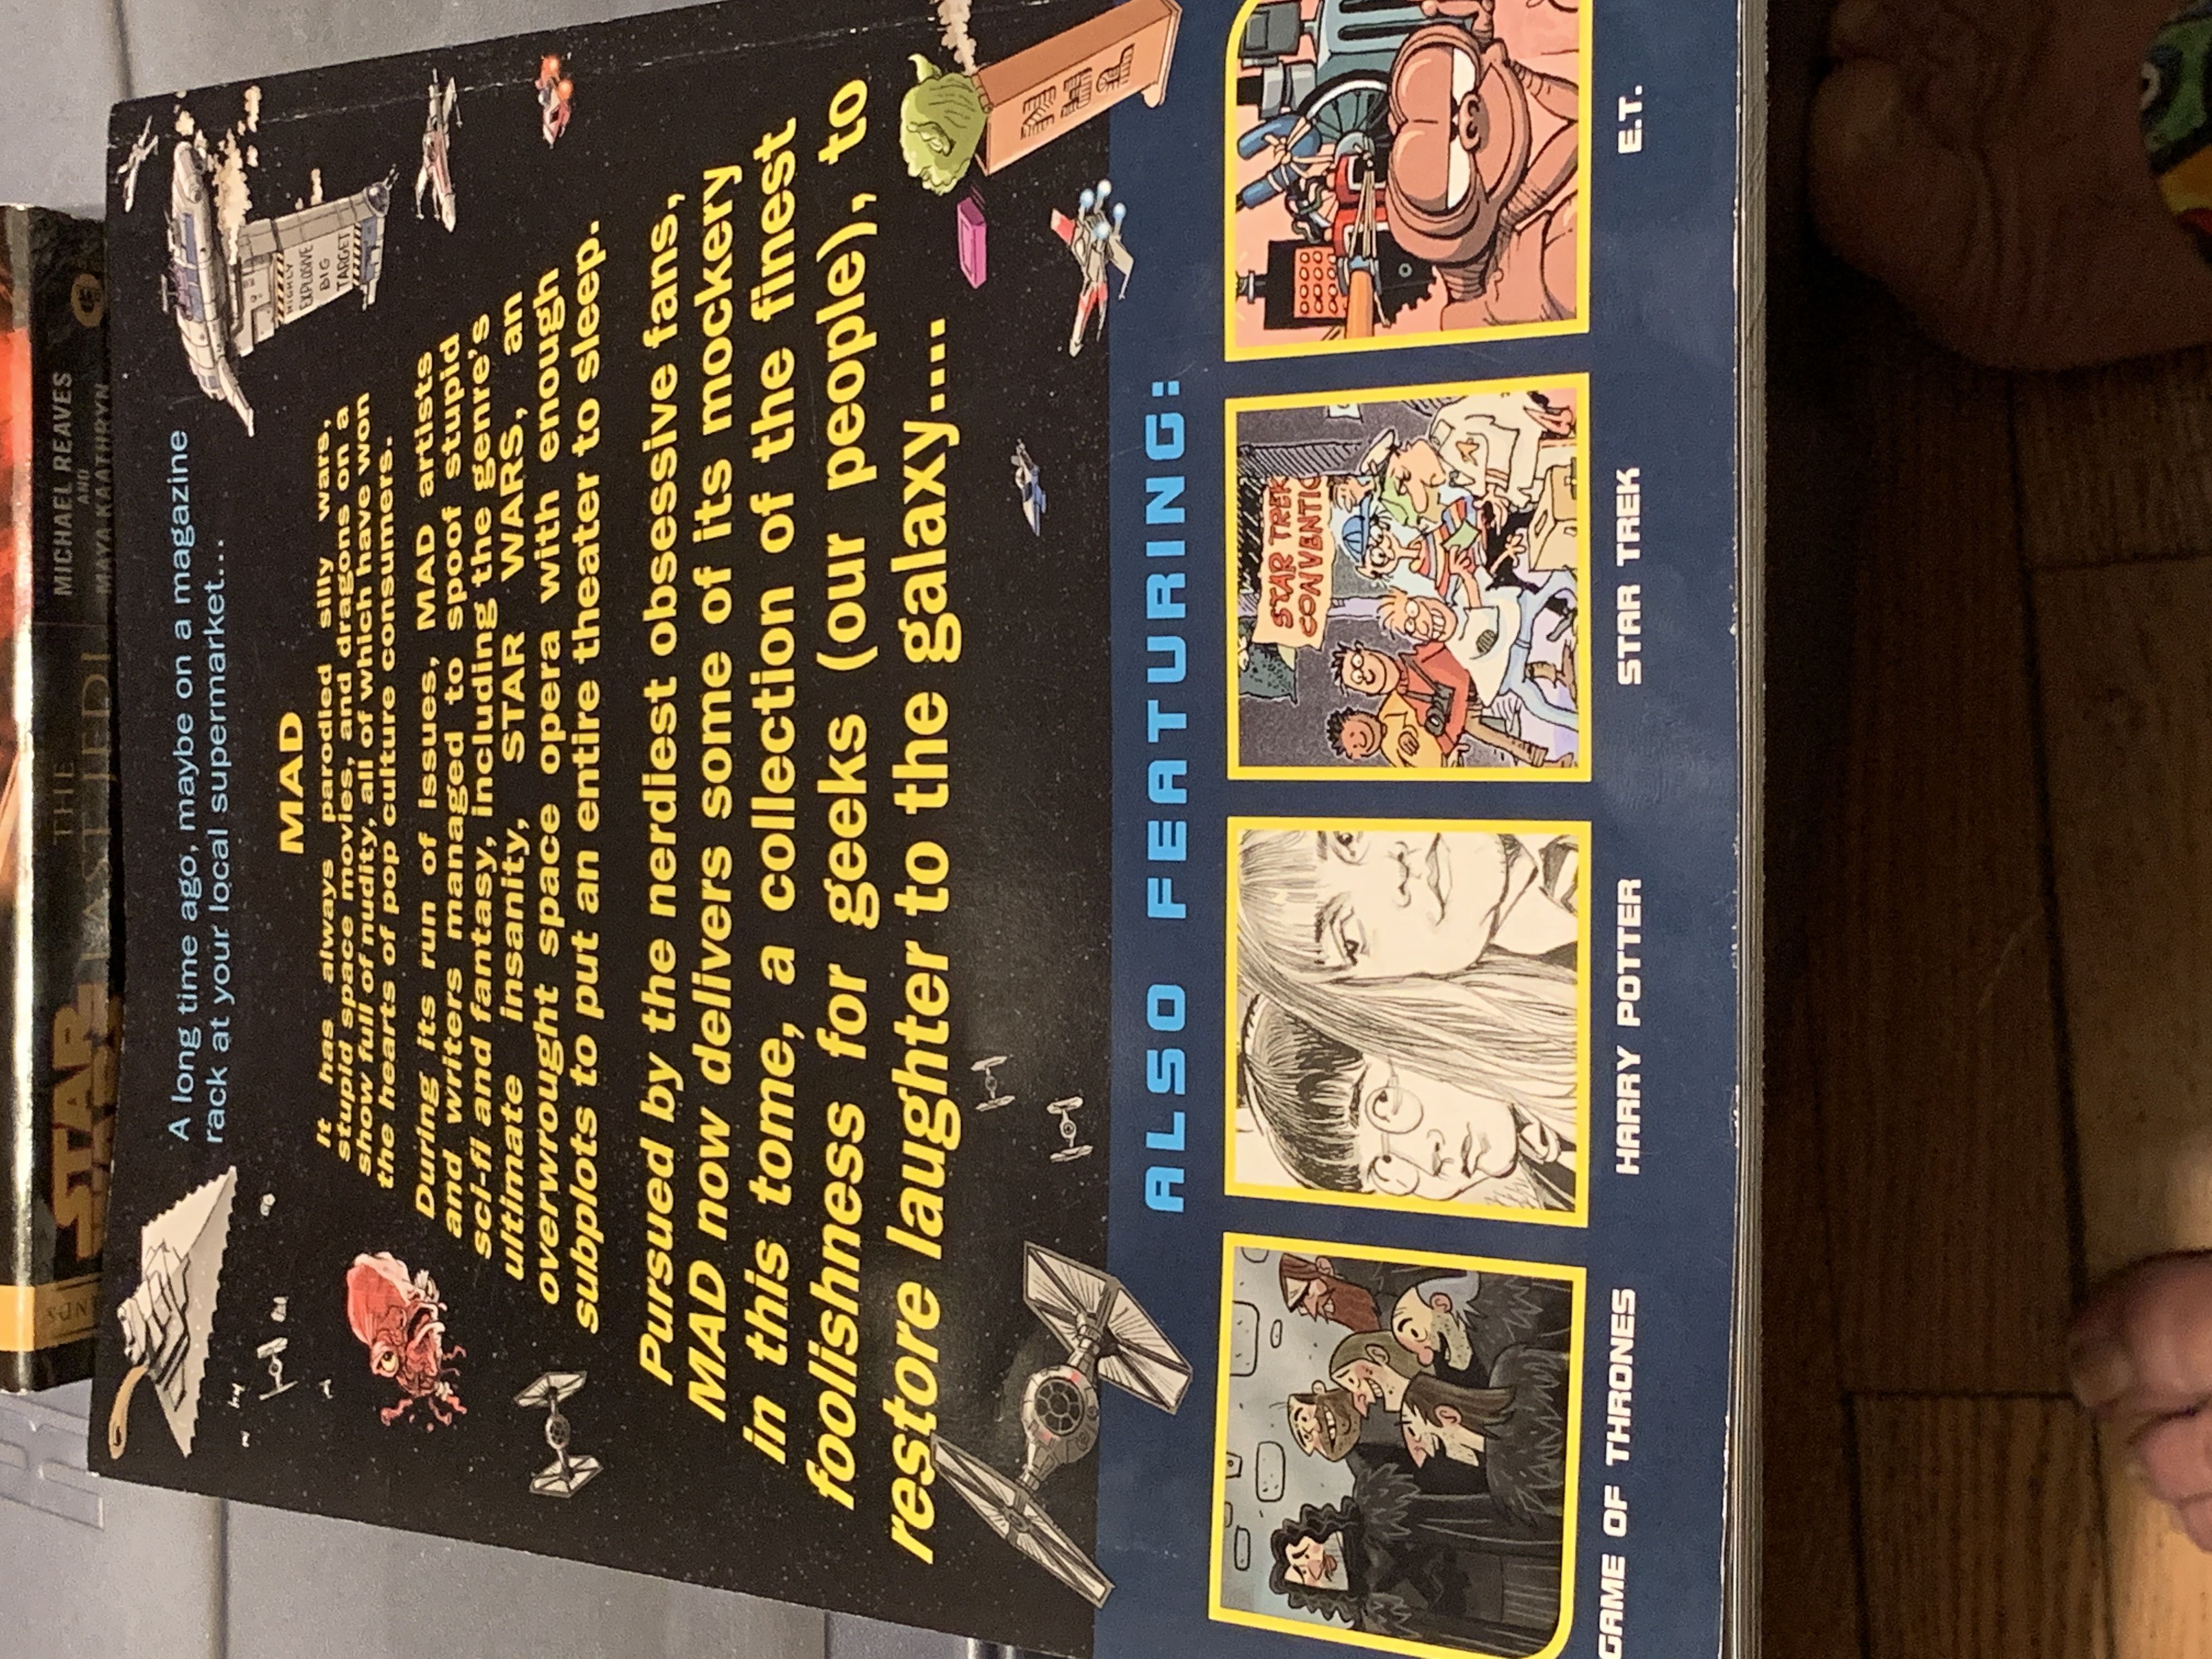 A long time ago, maybe on a magazine
rack at your local supermarket...
MAD
It has always parodied silly wars,
stupid space movies, and dragons on a
show full of nudity, all of which have won
the hearts of pop culture consumers.
During its run of issues, MAD artists
and writers managed to spoof stupid
sci-fi and fantasy, including the genre's
ultimate insanity, STAR WARS, an
overwrought space opera with enough
subplots to put an entire theater to sleep.
Pursued by the nerdiest obsessive fans,
MAD now delivers some of its mockery
in this tome, a collection of the finest
foolishness for geeks (our people), to
restore laughter to the galaxy....
HIGHLY
EXPLOSIVE
BIG
TARGET
ALSO FEATURING:
STAR TREK
CONVENTIO
GAME OF THRONES
HARRY POTTER
STAR TREK
E.T.
STAR
THE
LAST JEDI
MICHAEL REAVES
AND
MAYA KAATHRYN